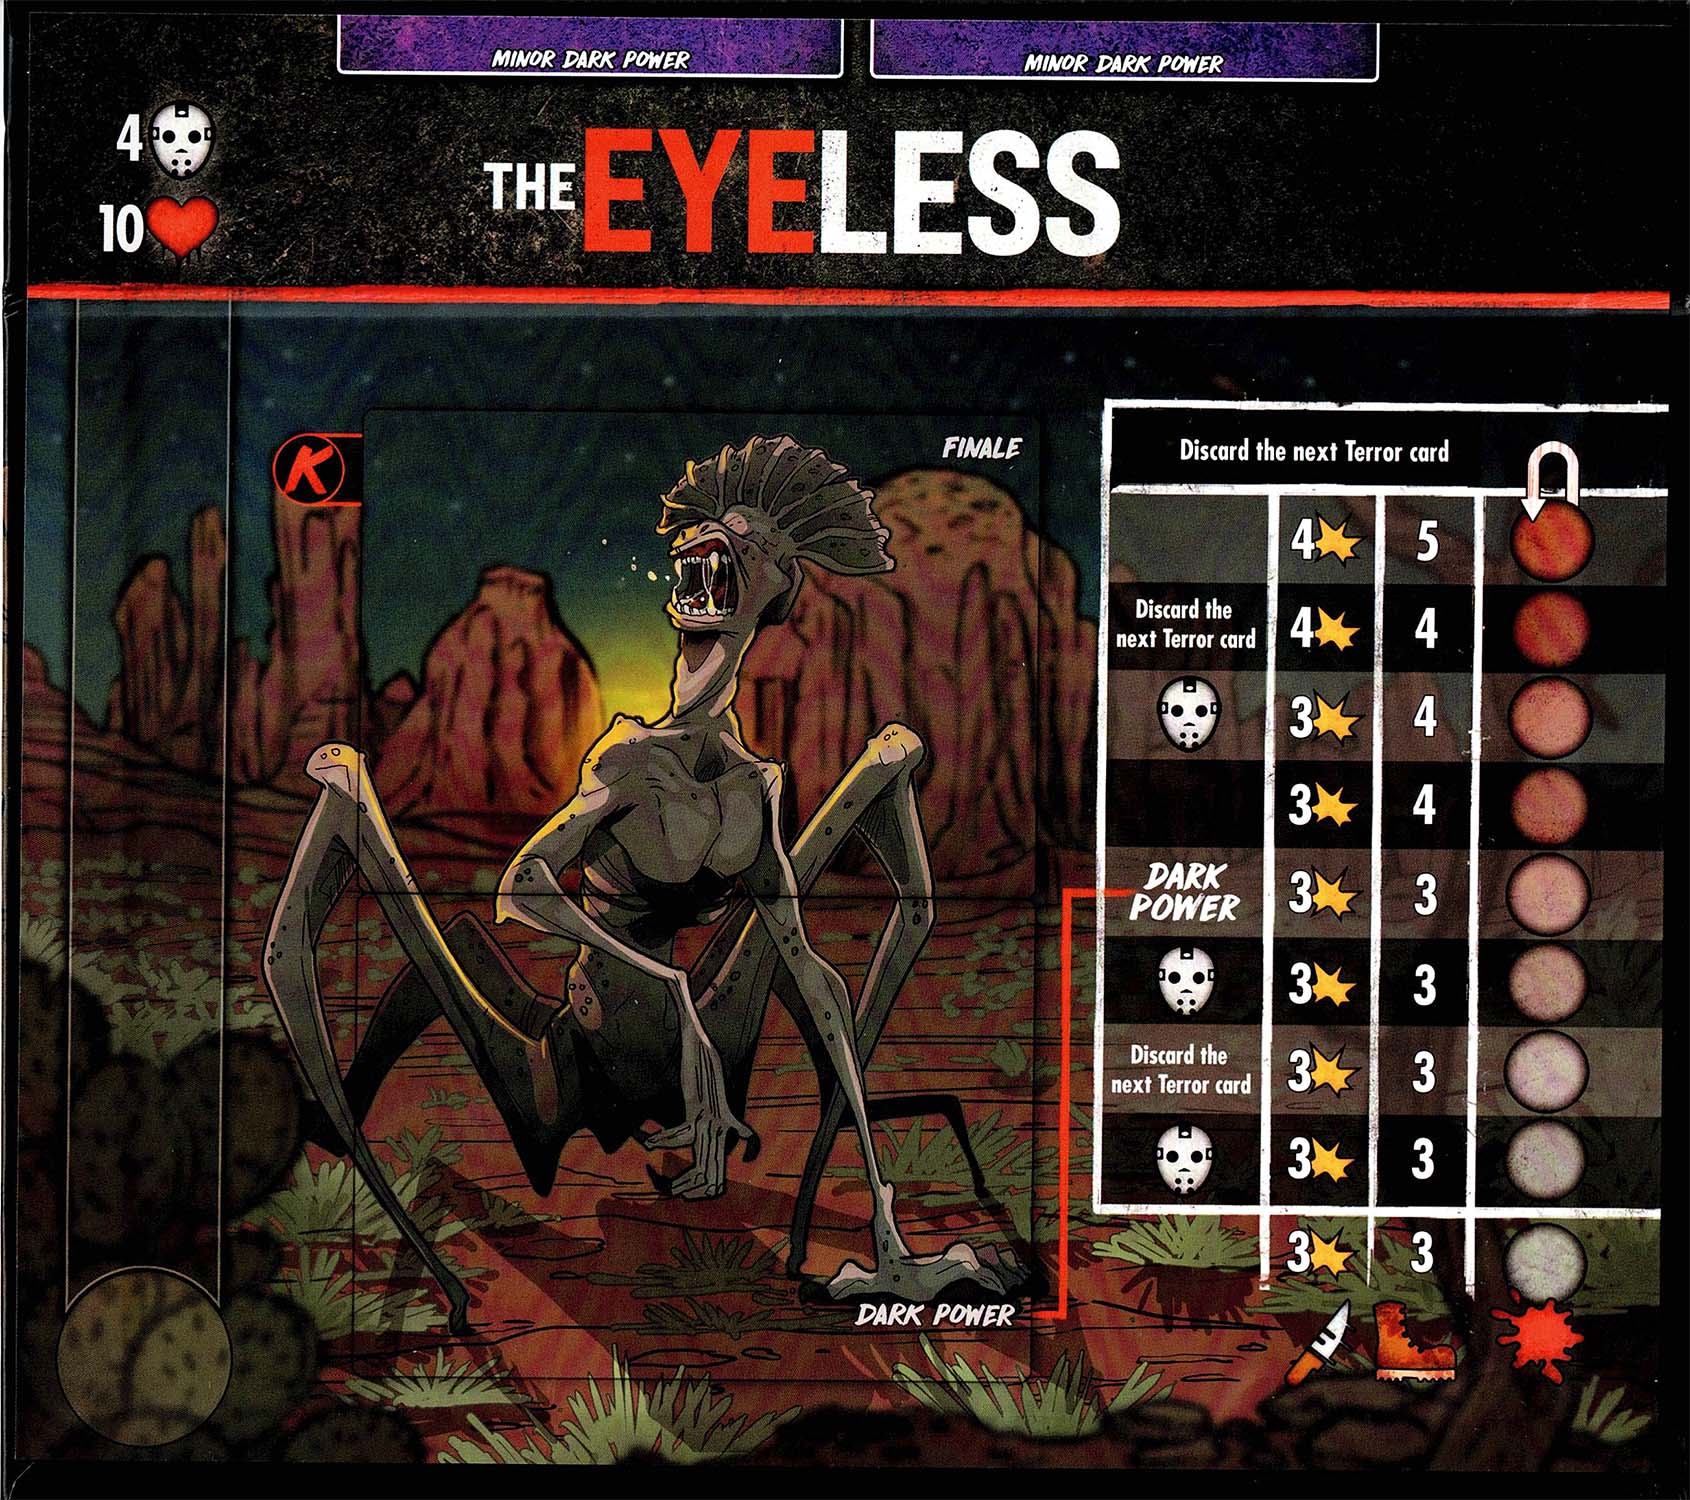 MINOR DARK POWER
MINOR DARK POWER
4
10
THE EYELESS
K
FINALE
Discard the next Terror card
4 5
Discard the
next Terror card
4 4
3 4
3 4
DARK
POWER
3 3
3 3
Discard the
next Terror card
3 3
3 3
3 3
DARK POWER